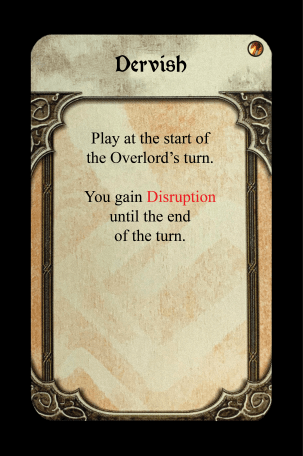 Dervish
Play at the start of
the Overlord’s turn.
You gain Disruption
until the end
of the turn.